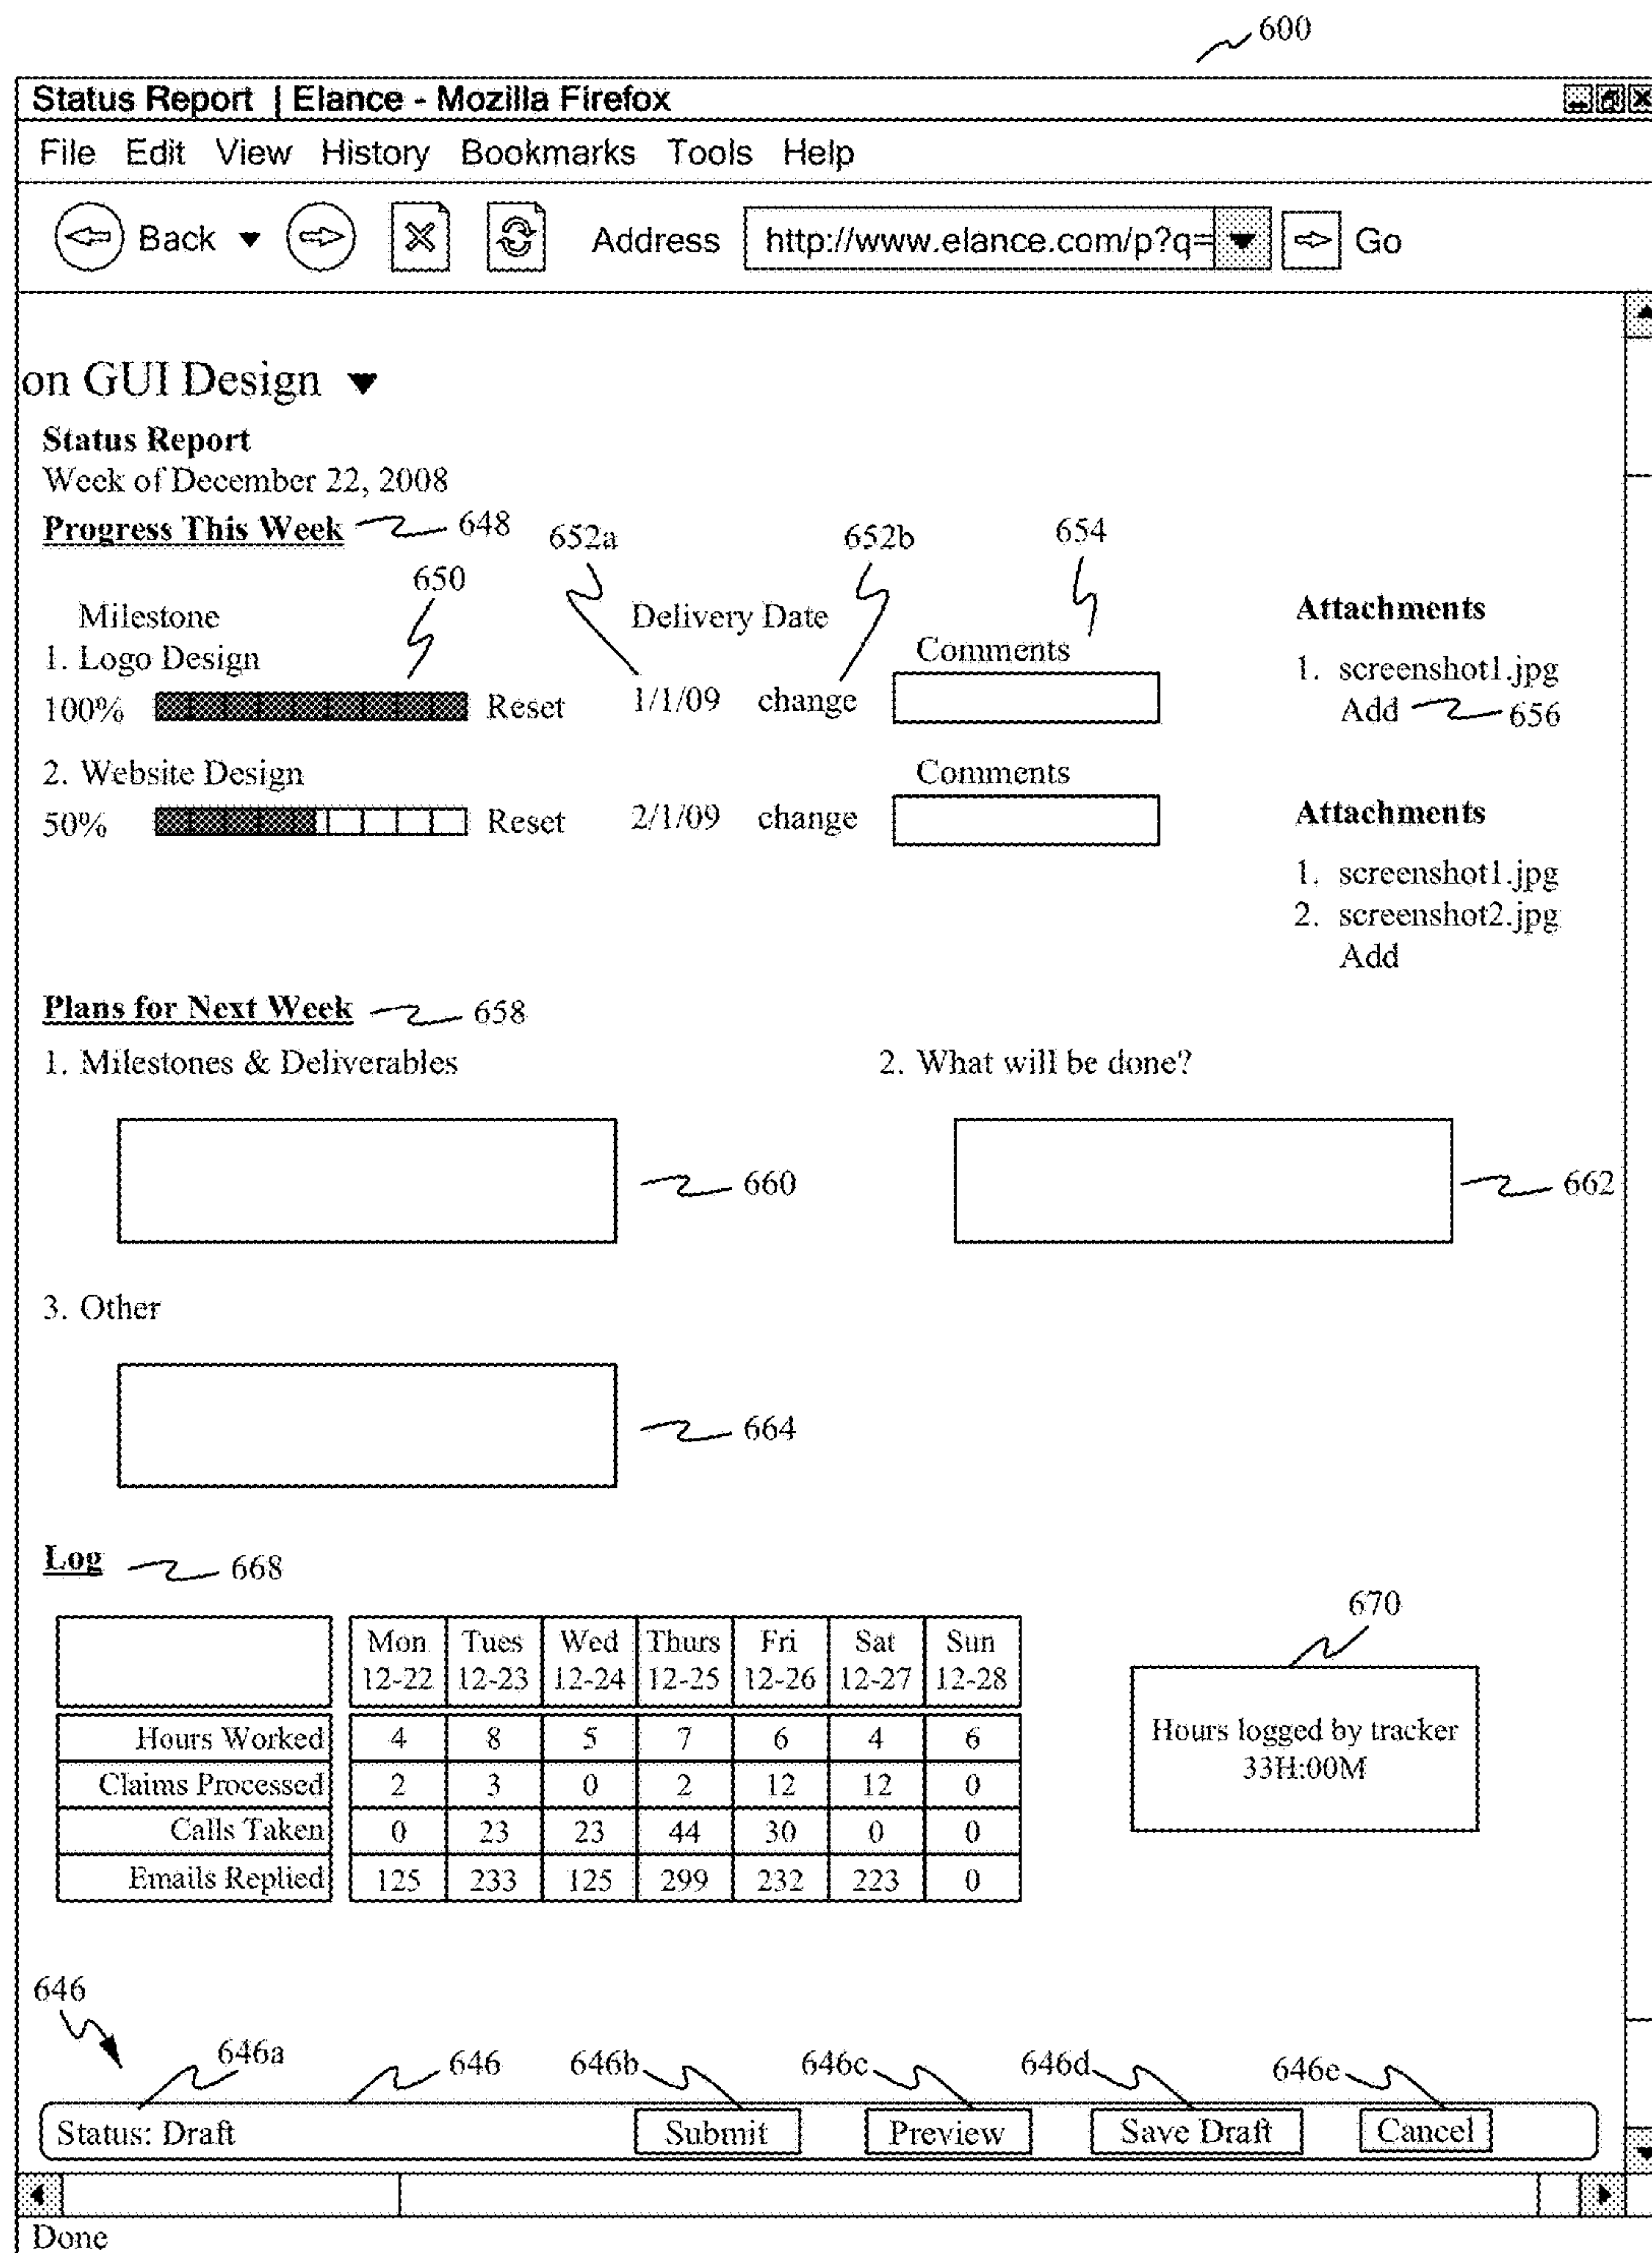 600
Status Report | Elance - Mozilla Firefox
File Edit View History Bookmarks Tools Help
Back Address http://www.elance.com/p?q= Go
on GUI Design
Status Report
Week of December 22, 2008
Progress This Week 648 652a 652b 654
650
Milestone Delivery Date Attachments
1. Logo Design Comments 1. screenshot1.jpg
100% Reset 1/1/09 change Add 656
2. Website Design Comments
50% Reset 2/1/09 change Attachments
1. screenshot1.jpg
2. screenshot2.jpg
Add
Plans for Next Week 658
1. Milestones & Deliverables 2. What will be done?
660 662
3. Other
664
Log 668
670
Mon Tues Wed Thurs Fri Sat Sun
12-22 12-23 12-24 12-25 12-26 12-27 12-28
Hours Worked 4 8 5 7 6 4 6 Hours logged by tracker
Claims Processed 2 3 0 2 12 12 0 33H:00M
Calls Taken 0 23 23 44 30 0 0
Emails Replied 125 233 125 299 232 223 0
646
646a 646 646b 646c 646d 646e
Status: Draft Submit Preview Save Draft Cancel
Done